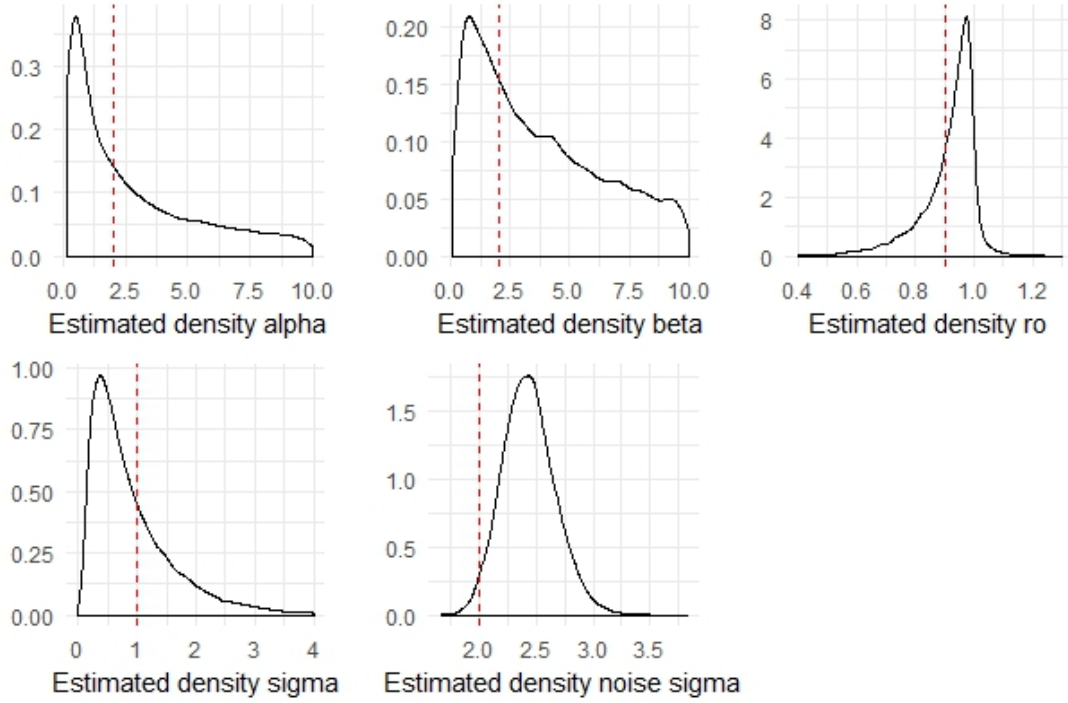 0.3
0.2
0.1
0.0
0.0 2.5 5.0 7.5 10.0
Estimated density alpha
0.20
0.15
0.10
0.05
0.00
0.0 2.5 5.0 7.5 10.0
Estimated density beta
8
6
4
2
0
0.4 0.6 0.8 1.0 1.2
Estimated density ro
1.00
0.75
0.50
0.25
0.00
0 1 2 3 4
Estimated density sigma
1.5
1.0
0.5
0.0
2.0 2.5 3.0 3.5
Estimated density noise sigma